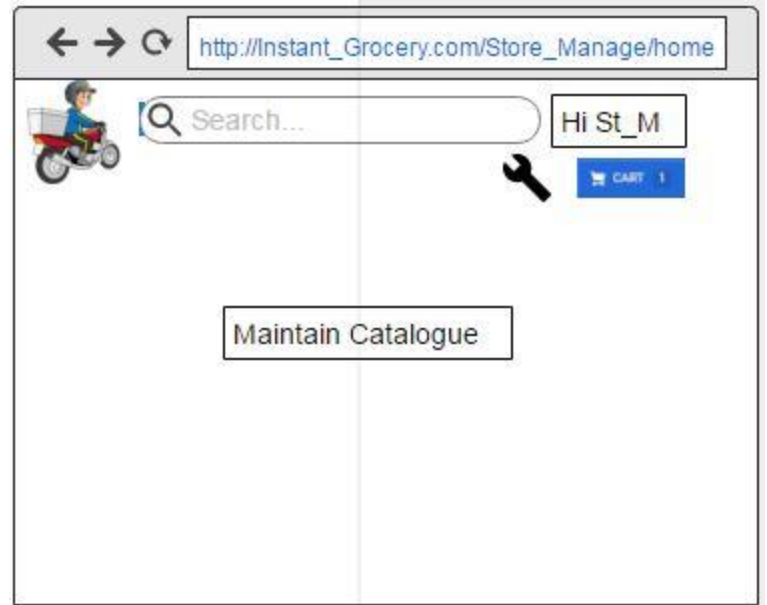 http://Instant_Grocery.com/Store_Manage/home
Search...
Hi St_M
CART 1
Maintain Catalogue